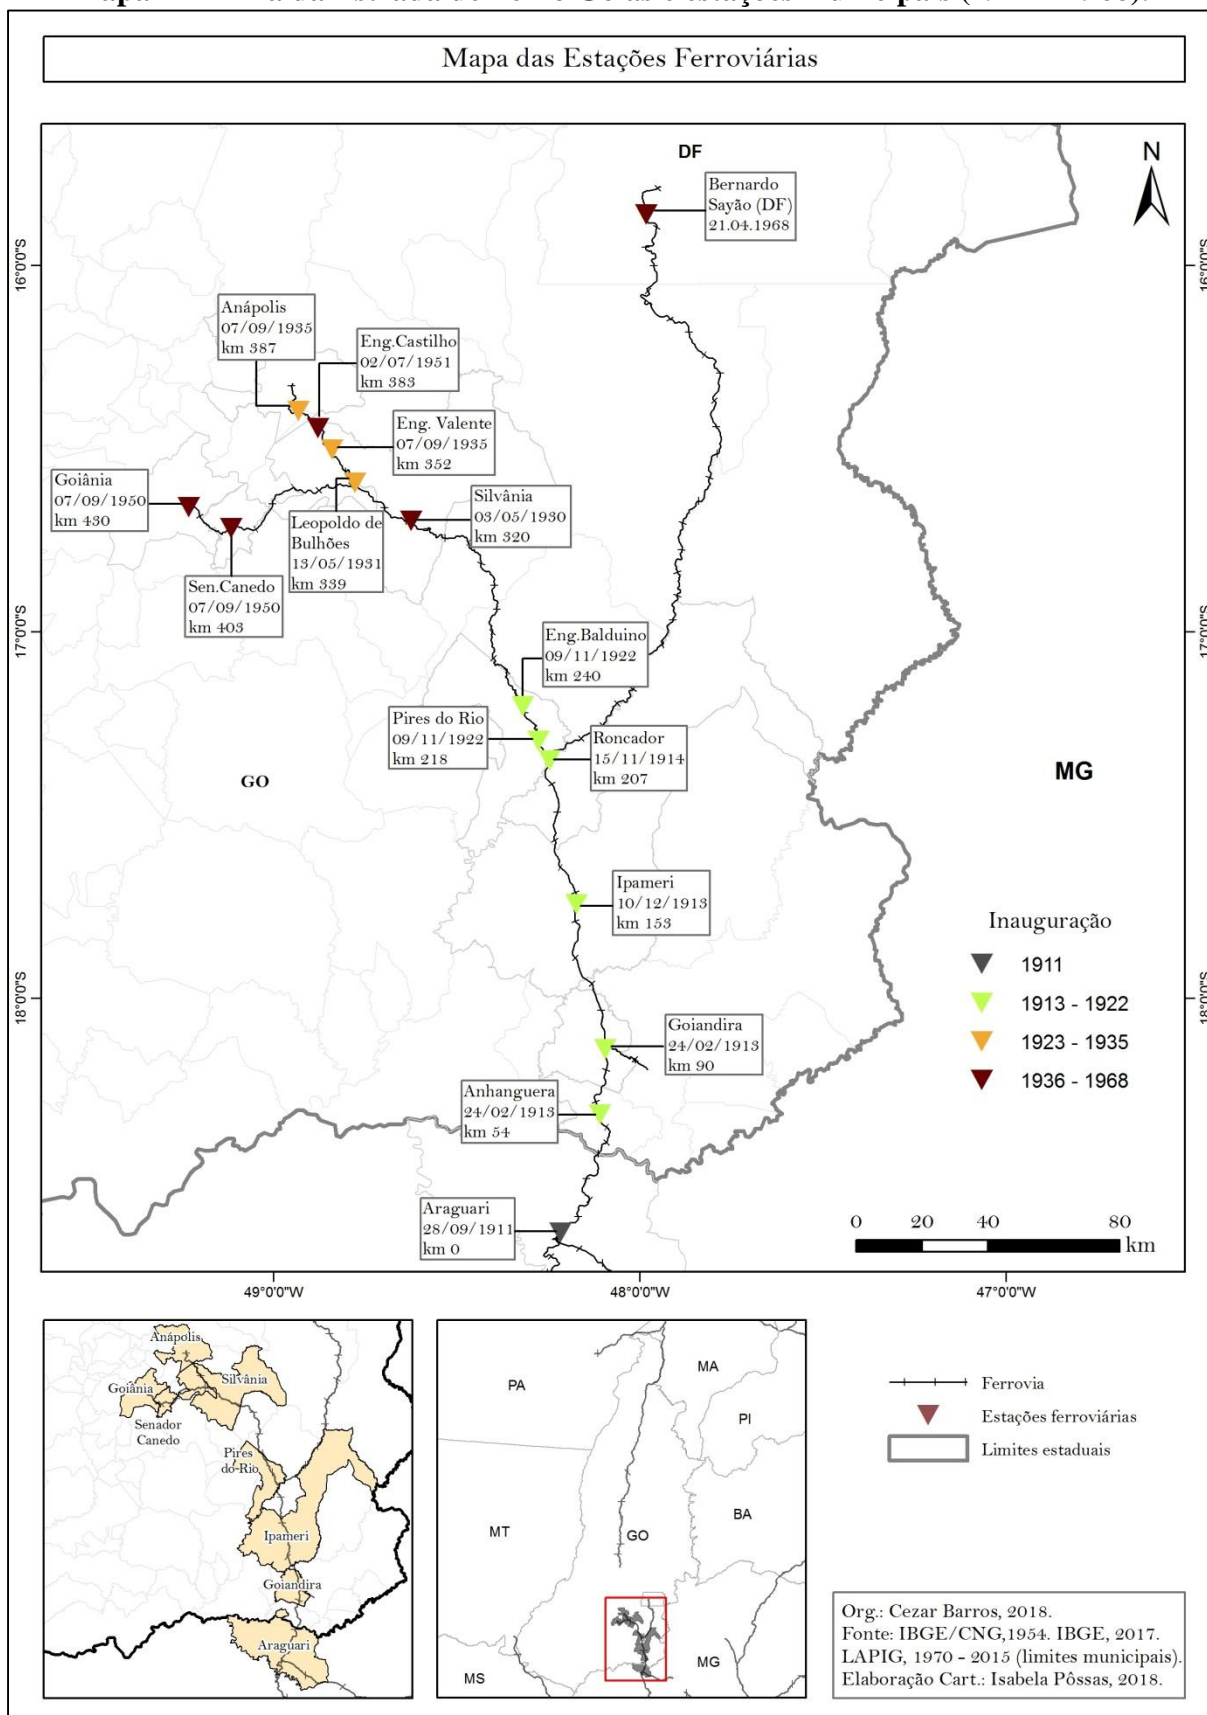 Mapa das Estações Ferroviárias
N
DF
Bernardo
Sayão (DF)
21.04.1968
16°0'0"S
16°0'0"S
Anápolis
07/09/1935
km 387
Eng.Castilho
02/07/1951
km 383
Eng. Valente
07/09/1935
km 352
Goiânia
07/09/1950
km 430
Silvânia
03/05/1930
km 320
Leopoldo de
Bulhões
13/05/1931
km 339
Sen.Canedo
07/09/1950
km 403
17°0'0"S
17°0'0"S
Eng.Balduino
09/11/1922
km 240
Pires do Rio
09/11/1922
km 218
Roncador
15/11/1914
km 207
GO
MG
Ipameri
10/12/1913
km 153
Inauguração
1911
1913 - 1922
1923 - 1935
1936 - 1968
18°0'0"S
18°0'0"S
Goiandira
24/02/1913
km 90
Anhanguera
24/02/1913
km 54
Araguari
28/09/1911
km 0
0 20 40 80
km
49°0'0"W
48°0'0"W
47°0'0"W
Anápolis
Silvânia
Goiânia
Senador
Canedo
Pires
do Rio
Ipameri
Goiandira
Araguari
PA
MA
PI
MT
GO
BA
MS
MG
Ferrovia
Estações ferroviárias
Limites estaduais
Org.: Cezar Barros, 2018.
Fonte: IBGE/CNG,1954. IBGE, 2017.
LAPIG, 1970 - 2015 (limites municipais).
Elaboração Cart.: Isabela Pôssas, 2018.